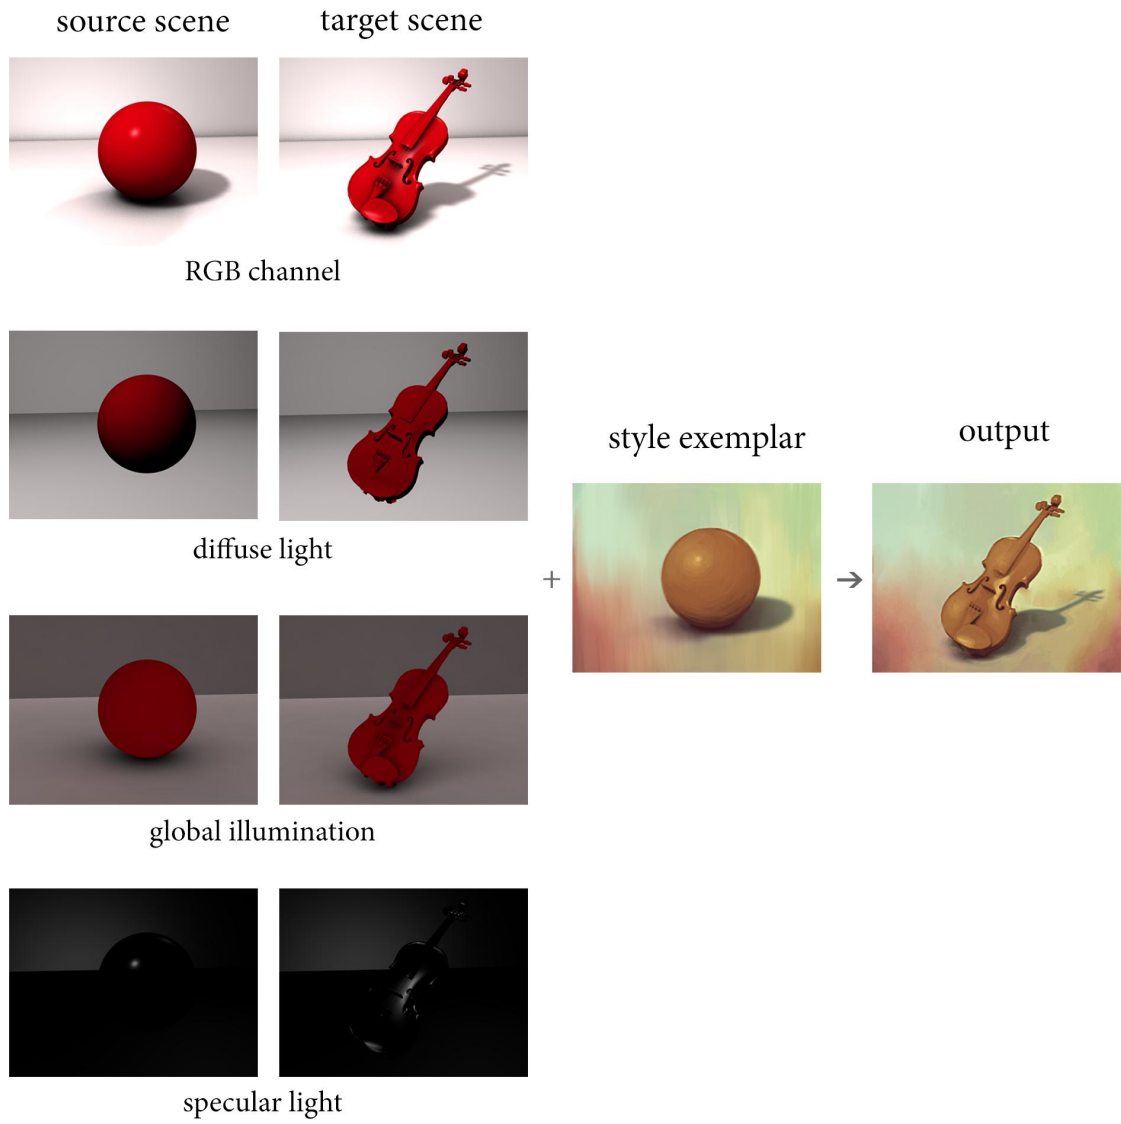 source scene
target scene
RGB channel
diffuse light
global illumination
specular light
style exemplar
+
output
→